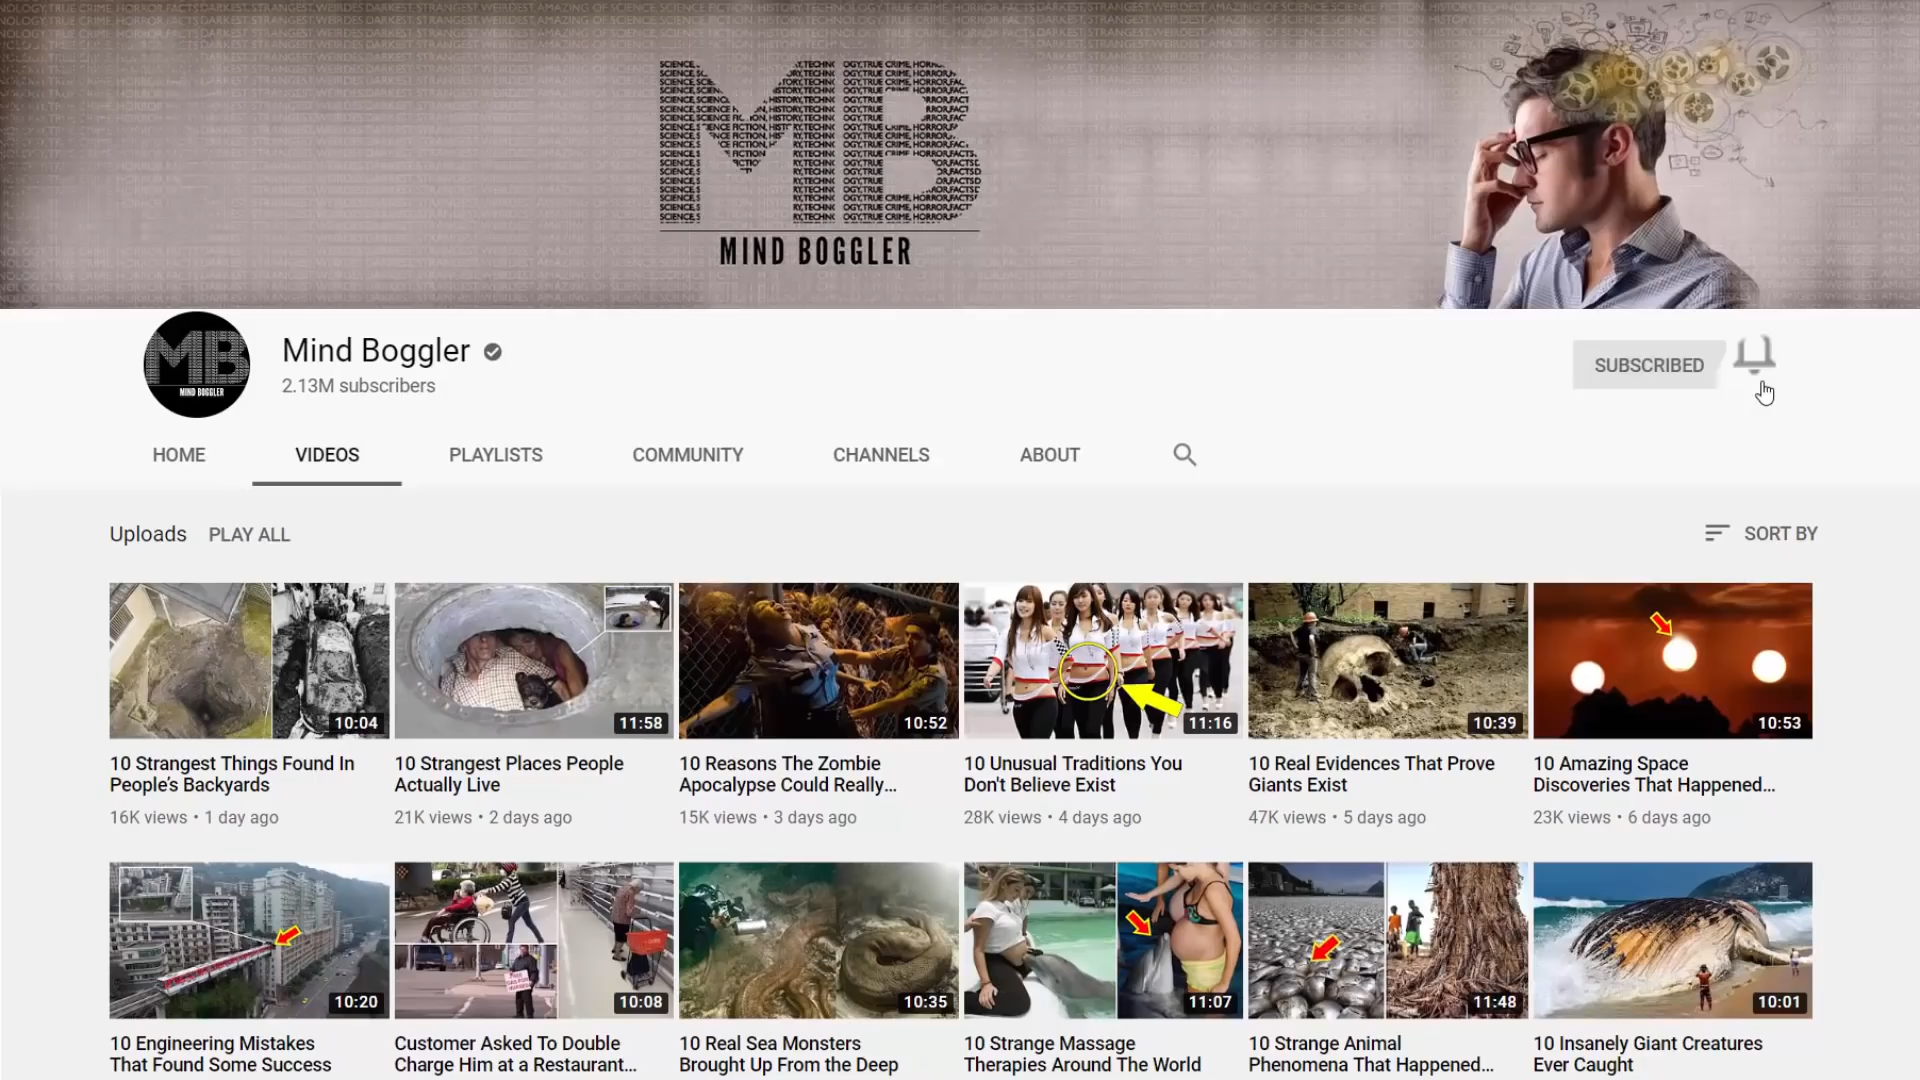 MIND BOGGLER
MIND BOGGLER
Mind Boggler
2.13M subscribers
SUBSCRIBED
HOME
VIDEOS
PLAYLISTS
COMMUNITY
CHANNELS
ABOUT
Uploads
PLAY ALL
SORT BY
10:04
11:58
10:52
11:16
10:39
10:53
10 Strangest Things Found In
People’s Backyards
16K views • 1 day ago
10 Strangest Places People
Actually Live
21K views • 2 days ago
10 Reasons The Zombie
Apocalypse Could Really...
15K views • 3 days ago
10 Unusual Traditions You
Don't Believe Exist
28K views • 4 days ago
10 Real Evidences That Prove
Giants Exist
47K views • 5 days ago
10 Amazing Space
Discoveries That Happened...
23K views • 6 days ago
10:20
10:08
10:35
11:07
11:48
10:01
10 Engineering Mistakes
That Found Some Success
Customer Asked To Double
Charge Him at a Restaurant...
10 Real Sea Monsters
Brought Up From the Deep
10 Strange Massage
Therapies Around The World
10 Strange Animal
Phenomena That Happened...
10 Insanely Giant Creatures
Ever Caught